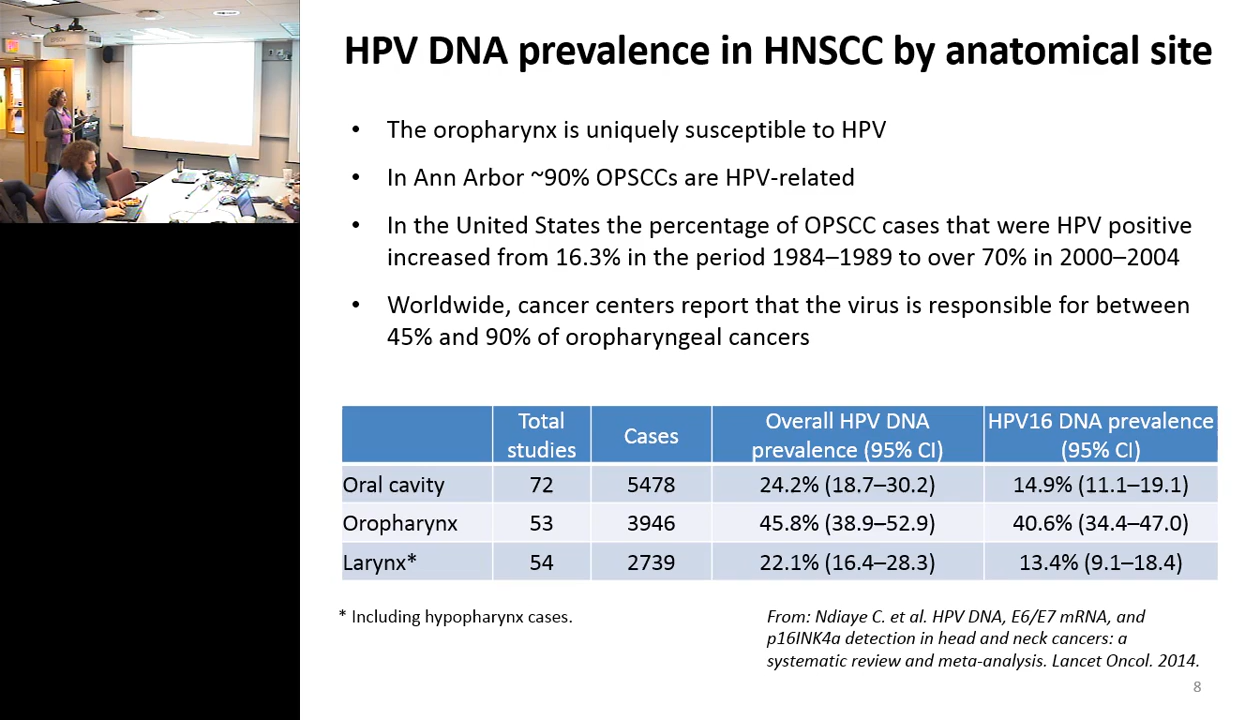 HPV DNA prevalence in HNSCC by anatomical site
• The oropharynx is uniquely susceptible to HPV
• In Ann Arbor ~90% OPSCCs are HPV-related
• In the United States the percentage of OPSCC cases that were HPV positive
increased from 16.3% in the period 1984–1989 to over 70% in 2000–2004
• Worldwide, cancer centers report that the virus is responsible for between
45% and 90% of oropharyngeal cancers
Total studies Cases Overall HPV DNA prevalence (95% CI) HPV16 DNA prevalence (95% CI)
Oral cavity 72 5478 24.2% (18.7–30.2) 14.9% (11.1–19.1)
Oropharynx 53 3946 45.8% (38.9–52.9) 40.6% (34.4–47.0)
Larynx* 54 2739 22.1% (16.4–28.3) 13.4% (9.1–18.4)
* Including hypopharynx cases.
From: Ndiaye C. et al. HPV DNA, E6/E7 mRNA, and
p16INK4a detection in head and neck cancers: a
systematic review and meta-analysis. Lancet Oncol. 2014.
8